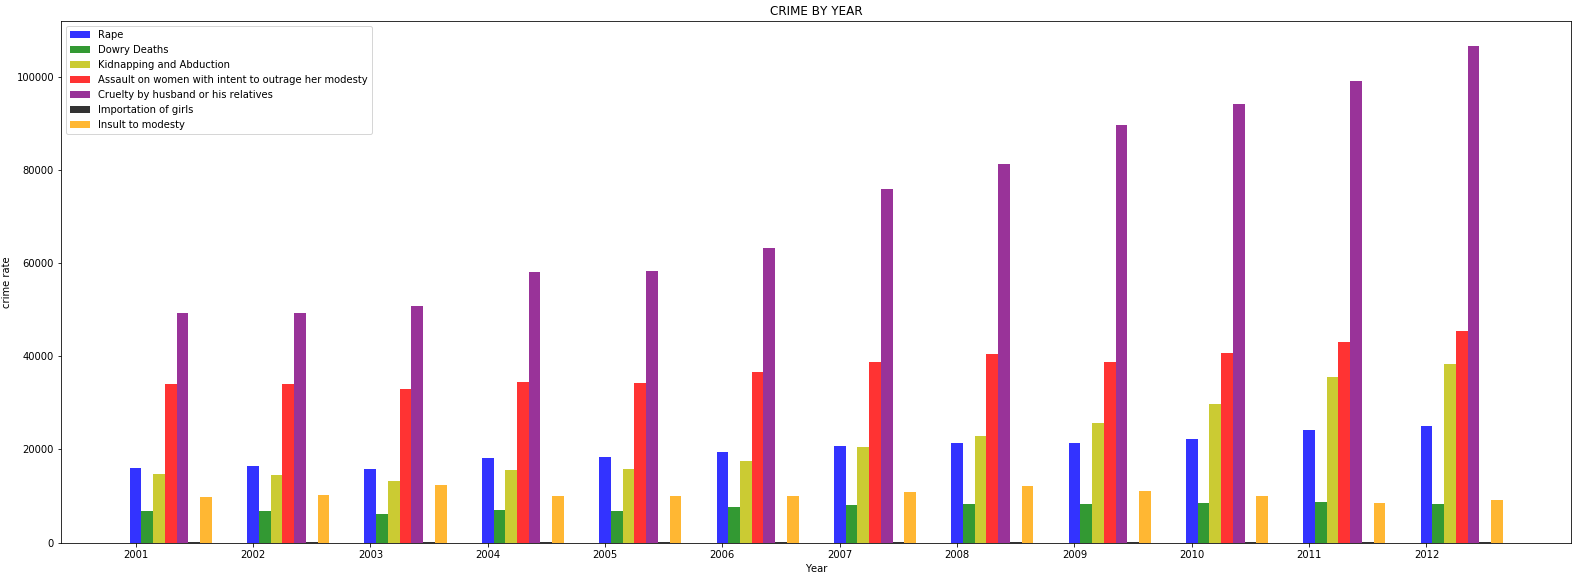 CRIME BY YEAR
Rape
Dowry Deaths
Kidnapping and Abduction
Assault on women with intent to outrage her modesty
Cruelty by husband or his relatives
Importation of girls
Insult to modesty
100000
80000
60000
40000
20000
0
crime rate
2001 2002 2003 2004 2005 2006 2007 2008 2009 2010 2011 2012
Year